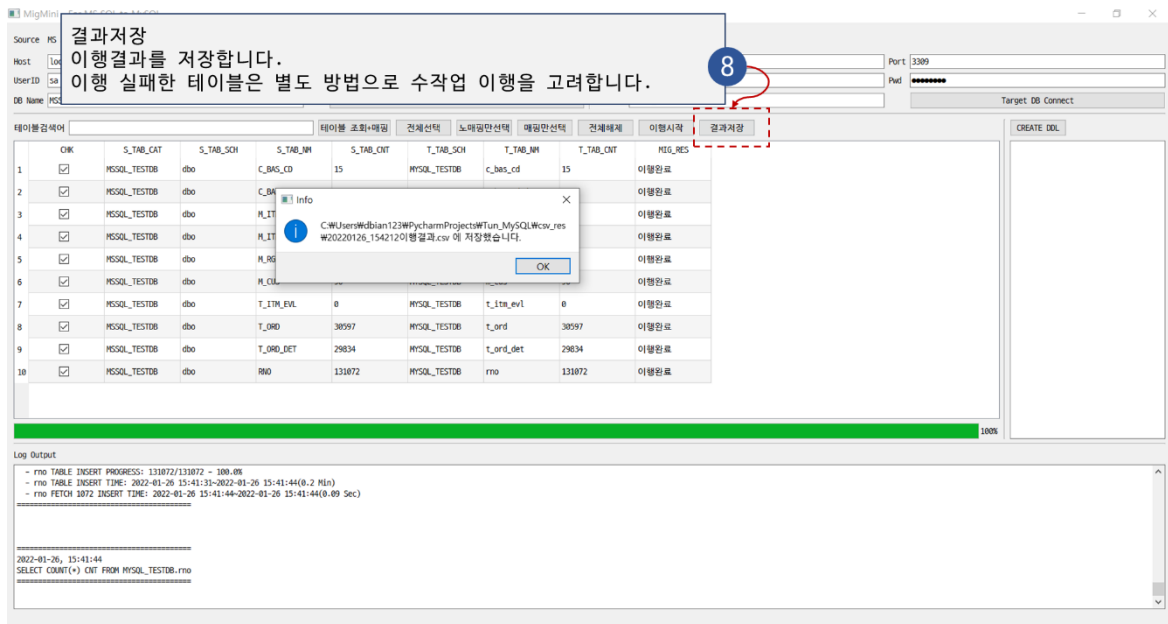 MigMini
결과저장
이행결과를 저장합니다.
이행 실패한 테이블은 별도 방법으로 수작업 이행을 고려합니다.
8
Source MS
Host loc Port 3309
UserID sa Pwd ●●●●●●●●
DB Name MSS Target DB Connect
테이블검색어 테이블 조회+매핑 전체선택 노매핑만선택 매핑만선택 전체해제 이행시작 결과저장 CREATE DDL
CHK S_TAB_CAT S_TAB_SCH S_TAB_NM S_TAB_CNT T_TAB_SCH T_TAB_NM T_TAB_CNT MIG_RES
1 MSSQL_TESTDB dbo C_BAS_CD 15 MYSQL_TESTDB c_bas_cd 15 이행완료
2 MSSQL_TESTDB dbo C_BA 이행완료
3 MSSQL_TESTDB dbo M_IT 이행완료
4 MSSQL_TESTDB dbo M_IT 이행완료
5 MSSQL_TESTDB dbo M_RG 이행완료
6 MSSQL_TESTDB dbo 이행완료
7 MSSQL_TESTDB dbo T_ITM_EVL 0 MYSQL_TESTDB t_itm_evl 0 이행완료
8 MSSQL_TESTDB dbo T_ORD 30597 MYSQL_TESTDB t_ord 30597 이행완료
9 MSSQL_TESTDB dbo T_ORD_DET 29834 MYSQL_TESTDB t_ord_det 29834 이행완료
10 MSSQL_TESTDB dbo RNO 131072 MYSQL_TESTDB rno 131072 이행완료
Info
C:₩Users₩dbian123₩PycharmProjects₩Tun_MySQL₩csv_res
₩20220126_154212이행결과.csv 에 저장했습니다.
OK
100%
Log Output
- rno TABLE INSERT PROGRESS: 131072/131072 - 100.0%
- rno TABLE INSERT TIME: 2022-01-26 15:41:31~2022-01-26 15:41:44(0.2 Min)
- rno FETCH 1072 INSERT TIME: 2022-01-26 15:41:44~2022-01-26 15:41:44(0.09 Sec)
========================================
========================================
2022-01-26, 15:41:44
SELECT COUNT(*) CNT FROM MYSQL_TESTDB.rno
========================================